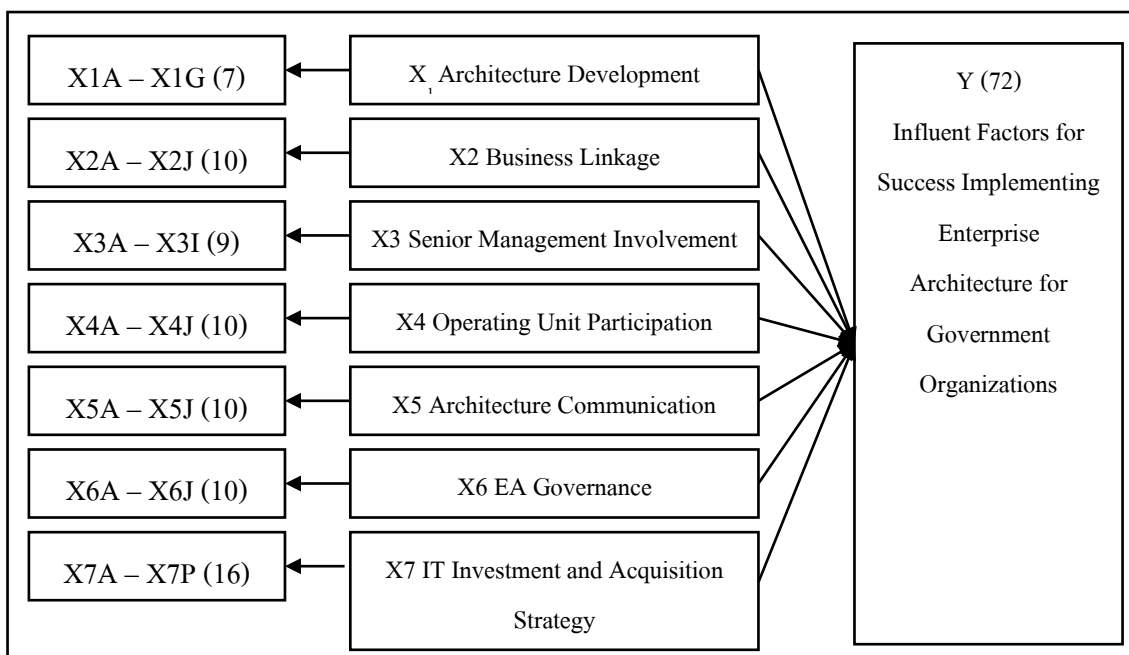 X1A – X1G (7)
X1 Architecture Development
X2A – X2J (10)
X2 Business Linkage
X3A – X3I (9)
X3 Senior Management Involvement
X4A – X4J (10)
X4 Operating Unit Participation
X5A – X5J (10)
X5 Architecture Communication
X6A – X6J (10)
X6 EA Governance
X7A – X7P (16)
X7 IT Investment and Acquisition
Strategy
Y (72)
Influent Factors for
Success Implementing
Enterprise
Architecture for
Government
Organizations